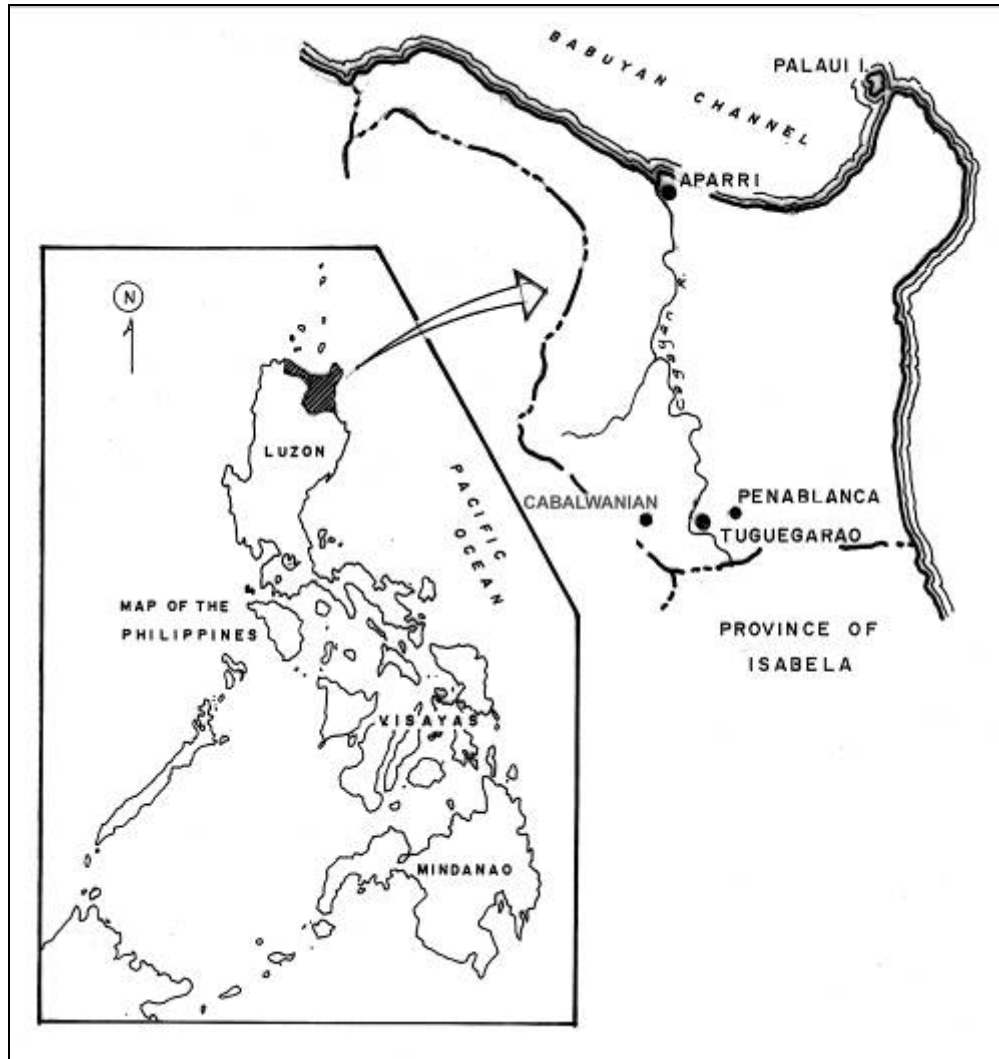 BABUYAN CHANNEL
PALAUI I.
APARRI
Cagayan R.
N
LUZON
PACIFIC
OCEAN
CABALWANIAN
PENABLANCA
TUGUEGARAO
MAP OF THE
PHILIPPINES
PROVINCE OF
ISABELA
VISAYAS
MINDANAO